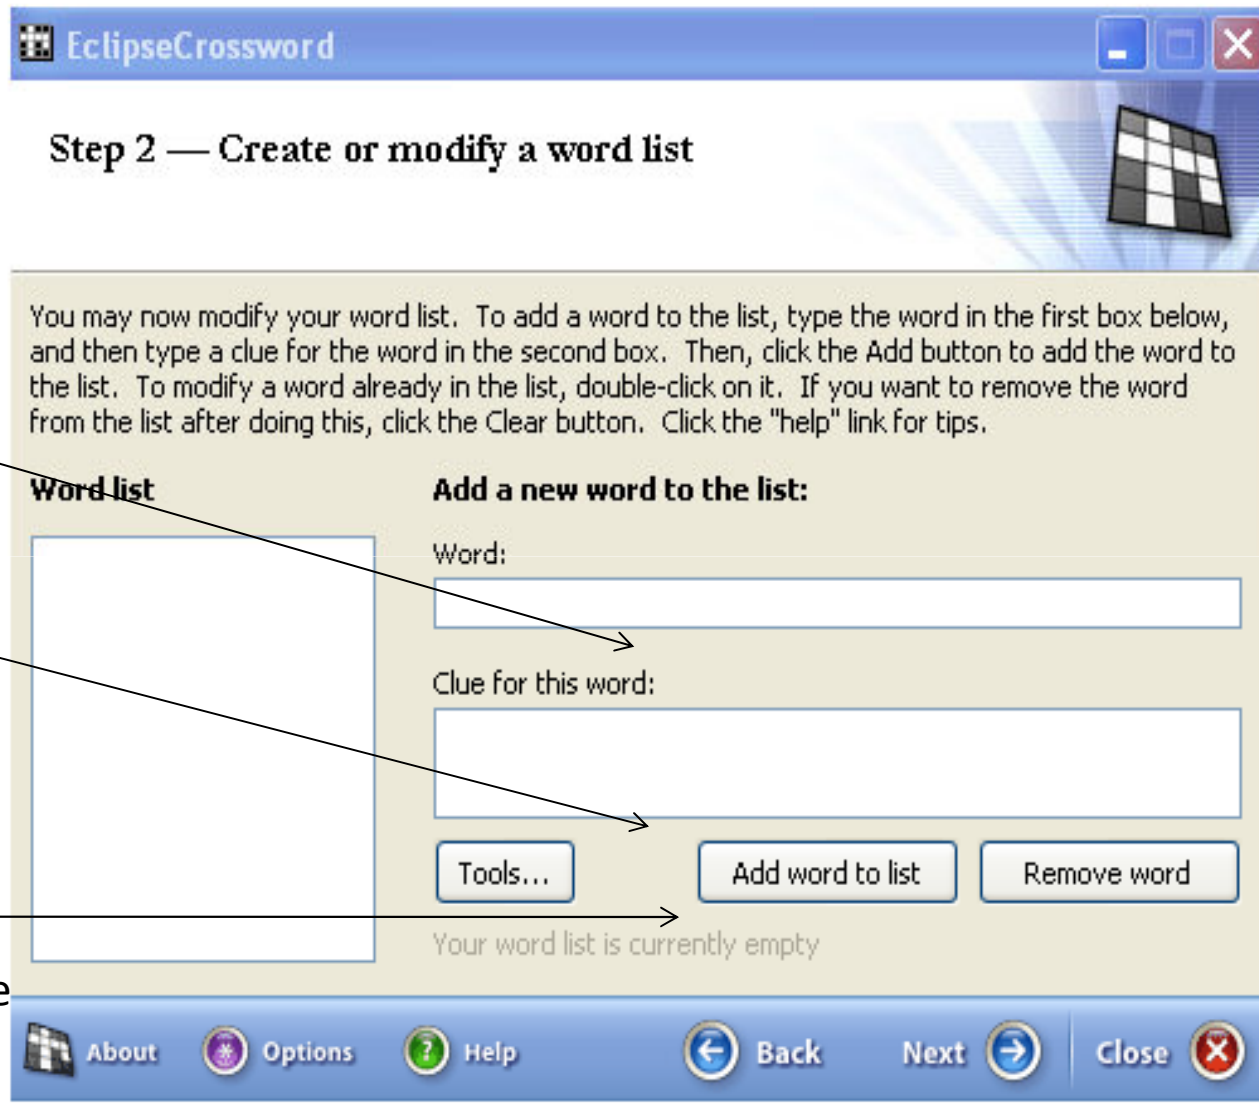 EclipseCrossword
Step 2 — Create or modify a word list
You may now modify your word list.  To add a word to the list, type the word in the first box below,
and then type a clue for the word in the second box.  Then, click the Add button to add the word to
the list.  To modify a word already in the list, double-click on it.  If you want to remove the word
from the list after doing this, click the Clear button.  Click the "help" link for tips.
Word list
Add a new word to the list:
Word:
Clue for this word:
Tools...
Add word to list
Remove word
Your word list is currently empty
e
About
Options
Help
Back
Next
Close